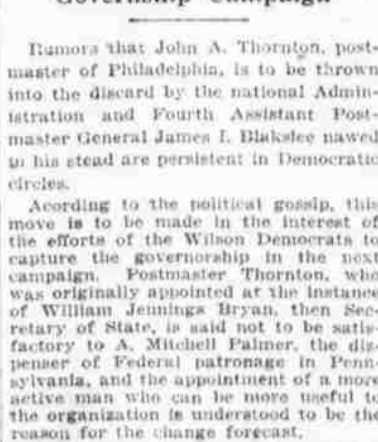 Governship Campaign
Rumors that John A. Thornton, post-
master of Philadelphia, is to be thrown
into the discard by the national Admin-
istration and Fourth Assistant Post-
master General James I. Blakslee nawed
in his stead are persistent in Democratic
circles.
Acording to the political gossip, this
move is to be made in the interest of
the efforts of the Wilson Democrats to
capture the governorship in the next
campaign. Postmaster Thornton, who
was originally appointed at the instance
of William Jennings Bryan, then Sec-
retary of State, is said not to be satis-
factory to A. Mitchell Palmer, the dis-
penser of Federal patronage in Penn-
sylvania, and the appointment of a more
active man who can be more useful to
the organization is understood to be the
reason for the change forecast.